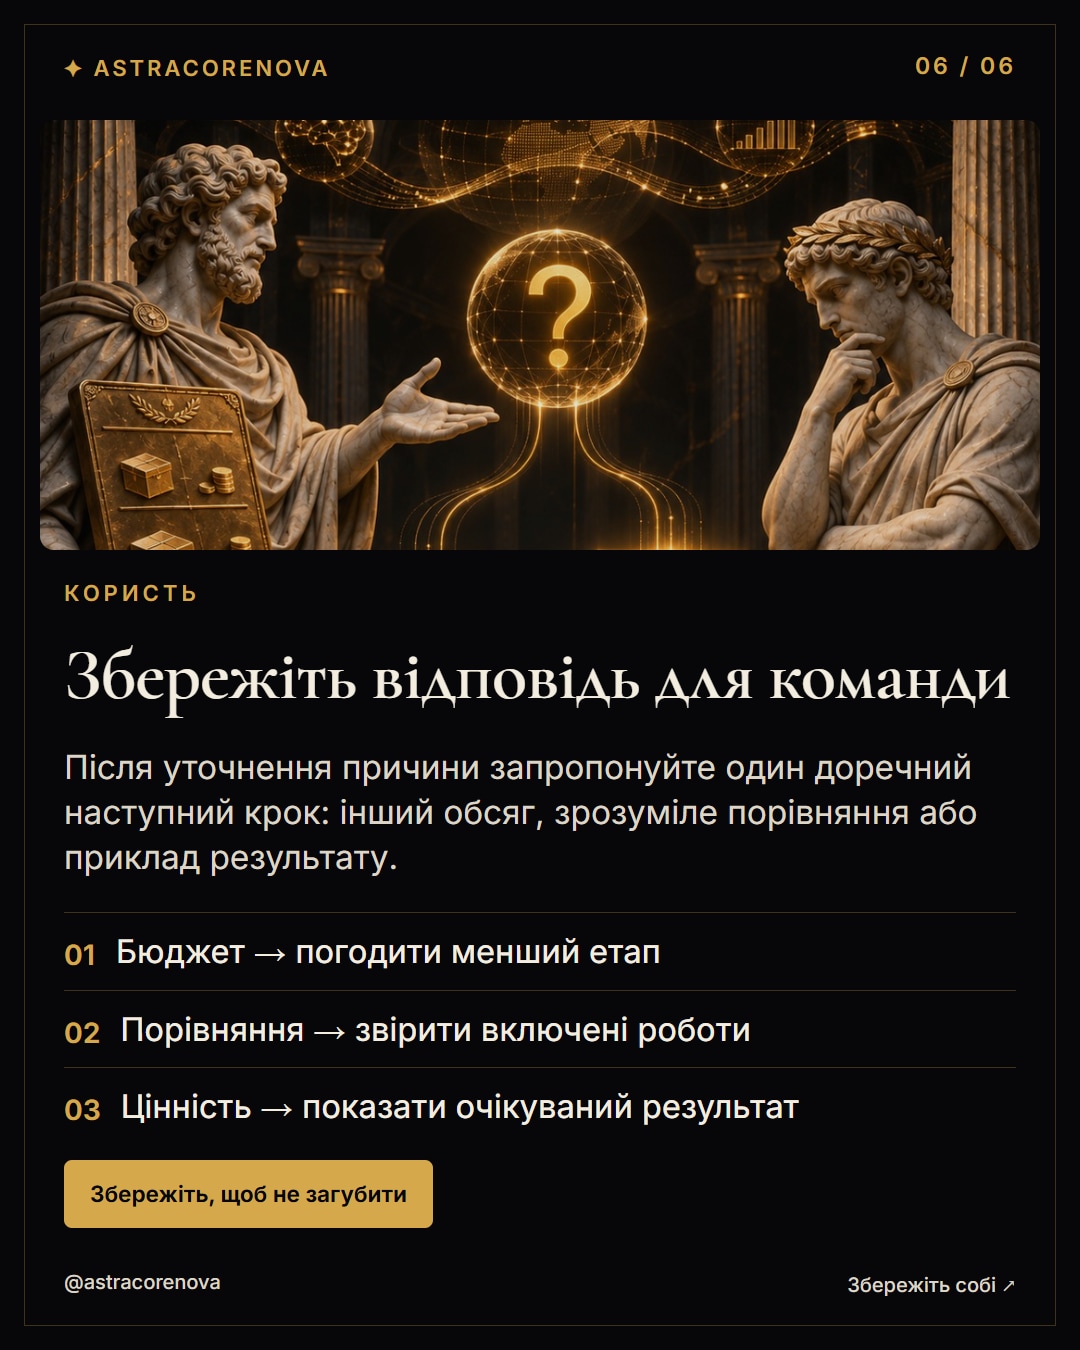 ✦ ASTRACORENOVA
06 / 06
?
КОРИСТЬ
Збережіть відповідь для команди
Після уточнення причини запропонуйте один доречний
наступний крок: інший обсяг, зрозуміле порівняння або
приклад результату.
01 Бюджет → погодити менший етап
02 Порівняння → звірити включені роботи
03 Цінність → показати очікуваний результат
Збережіть, щоб не загубити
@astracorenova
Збережіть собі ↗